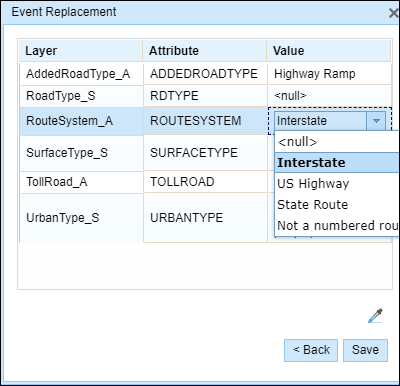 Event Replacement
Layer Attribute Value
AddedRoadType_A ADDEDROADTYPE Highway Ramp
RoadType_S RDTYPE <null>
RouteSystem_A ROUTESYSTEM Interstate
<null>
Interstate
SurfaceType_S SURFACETYPE
US Highway
TollRoad_A TOLLROAD
State Route
UrbanType_S URBANTYPE
Not a numbered rou
< Back Save